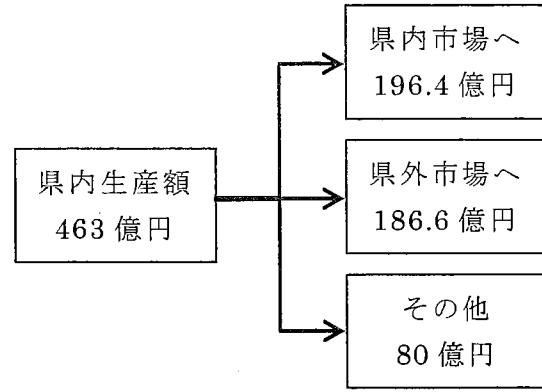 県内生産額
463 億円
県内市場へ
196.4 億円
県外市場へ
186.6 億円
その他
80 億円